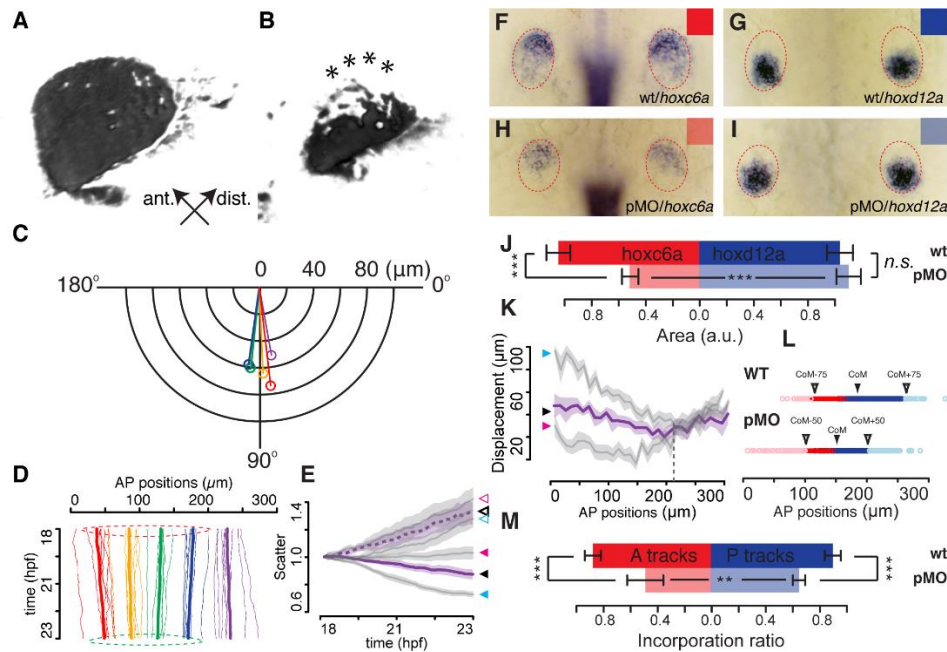 A
ant.
dist.
B
* * * *
C
0 40 80 (µm)
180°
0°
90°
D
AP positions (µm)
0 100 200 300
time (hpf)
18
21
23
E
Scatter
1.4
1.0
0.6
18 21 23
time (hpf)
F
wt/hoxc6a
G
wt/hoxd12a
H
pMO/hoxc6a
I
pMO/hoxd12a
J
hoxc6a hoxd12a
wt
pMO
***
***
n.s.
0.8 0.4 0 0.4 0.8
Area (a.u.)
K
Displacement (µm)
100
60
20
0 100 200 300
AP positions (µm)
L
WT
CoM-75 CoM CoM+75
pMO
CoM-50 CoM CoM+50
0 100 200 300
AP positions (µm)
M
A tracks P tracks
wt
pMO
***
**
***
0.8 0.4 0 0.4 0.8
Incorporation ratio